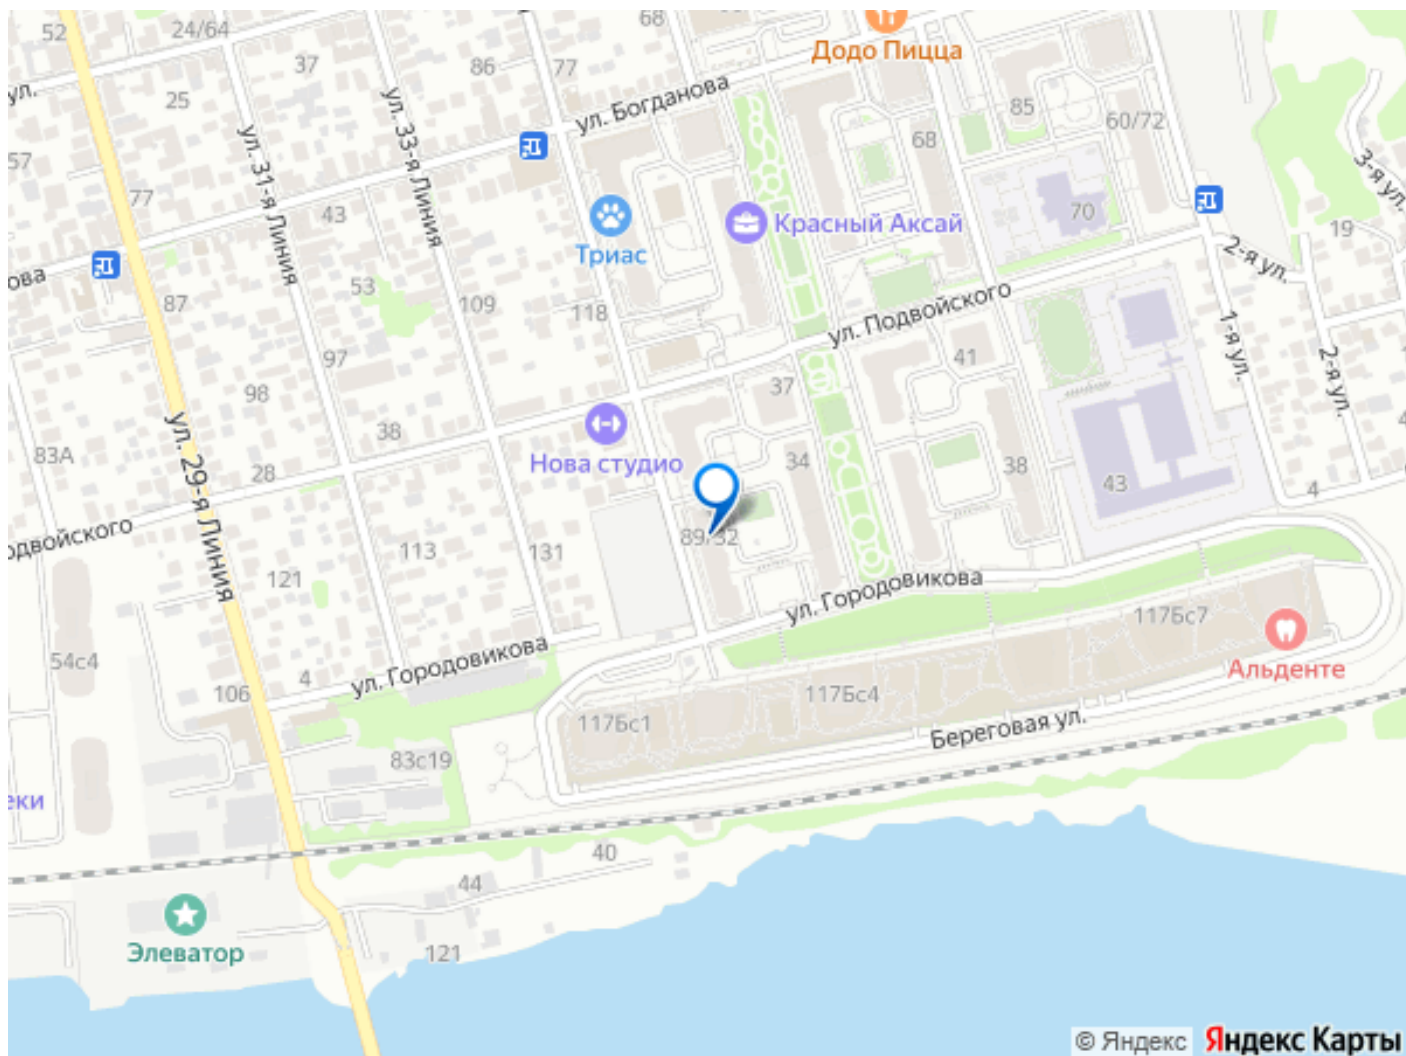 52
24/64
68
Додо Пицца
37
86
77
ул. Богданова
85
60/72
ул.
25
ул. 31-я Линия
ул. 33-я Линия
68
3-я ул.
57
77
43
70
19
Красный Аксай
Триас
2-я ул.
ова
53
87
109
118
ул. Подвойского
1-я ул.
2-я ул.
97
41
98
37
ул. 29-я Линия
38
83А
28
Нова студио
34
38
43
4
89/32
одвойского
113
131
121
ул. Городовикова
117Бс7
54с4
ул. Городовикова
Альденте
106
4
117Бс4
117Бс1
Береговая ул.
83с19
еки
40
44
Элеватор
121
© Яндекс Яндекс Карты